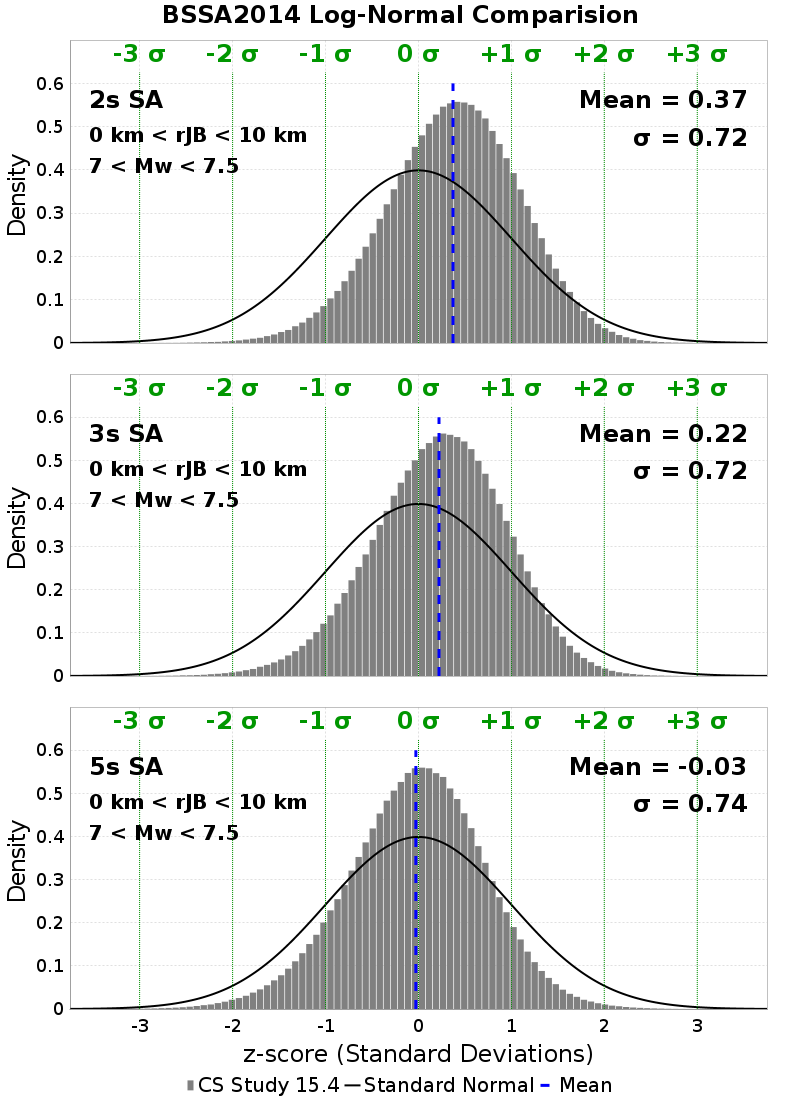 BSSA2014 Log-Normal Comparision
-3 σ -2 σ -1 σ 0 σ +1 σ +2 σ +3 σ
0.6
2s SA Mean = 0.37
0.5
0 km < rJB < 10 km σ = 0.72
7 < Mw < 7.5
0.4
0.3
0.2
0.1
0
Density
-3 σ -2 σ -1 σ 0 σ +1 σ +2 σ +3 σ
0.6
3s SA Mean = 0.22
0.5
0 km < rJB < 10 km σ = 0.72
7 < Mw < 7.5
0.4
0.3
0.2
0.1
0
Density
-3 σ -2 σ -1 σ 0 σ +1 σ +2 σ +3 σ
0.6
5s SA Mean = -0.03
0.5
0 km < rJB < 10 km σ = 0.74
7 < Mw < 7.5
0.4
0.3
0.2
0.1
0
Density
-3 -2 -1 0 1 2 3
z-score (Standard Deviations)
CS Study 15.4 Standard Normal Mean